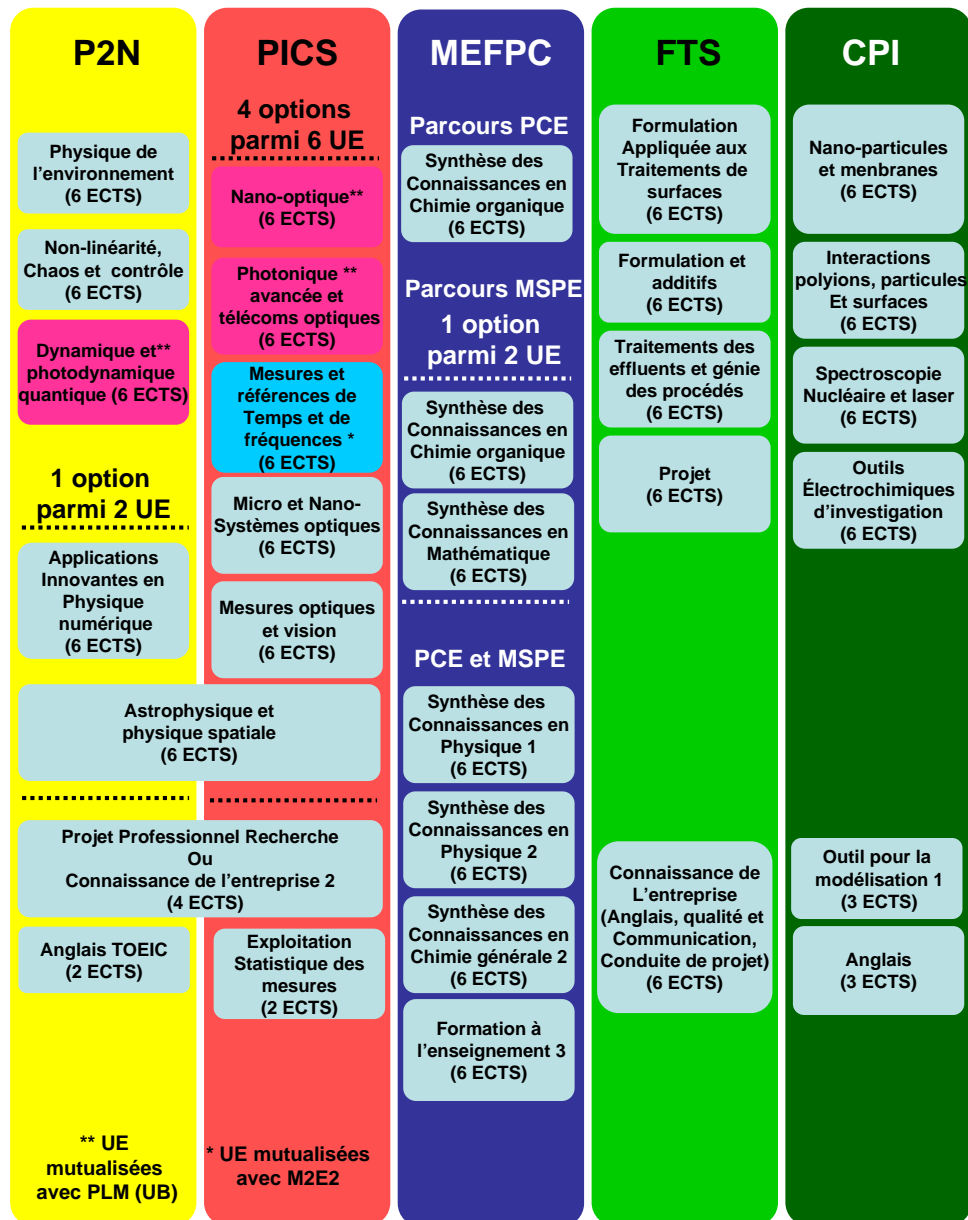 P2N
Physique de
l’environnement
(6 ECTS)
Non-linéarité,
Chaos et contrôle
(6 ECTS)
Dynamique et**
photodynamique
quantique (6 ECTS)
1 option
parmi 2 UE
Applications
Innovantes en
Physique
numérique
(6 ECTS)
Astrophysique et
physique spatiale
(6 ECTS)
Projet Professionnel Recherche
Ou
Connaissance de l’entreprise 2
(4 ECTS)
Anglais TOEIC
(2 ECTS)
** UE
mutualisées
avec PLM (UB)
PICS
4 options
parmi 6 UE
Nano-optique**
(6 ECTS)
Photonique **
avancée et
télécoms optiques
(6 ECTS)
Mesures et
références de
Temps et de
fréquences *
(6 ECTS)
Micro et Nano-
Systèmes optiques
(6 ECTS)
Mesures optiques
et vision
(6 ECTS)
Exploitation
Statistique des
mesures
(2 ECTS)
* UE mutualisées
avec M2E2
MEFPC
Parcours PCE
Synthèse des
Connaissances en
Chimie organique
(6 ECTS)
Parcours MSPE
1 option
parmi 2 UE
Synthèse des
Connaissances en
Chimie organique
(6 ECTS)
Synthèse des
Connaissances en
Mathématique
(6 ECTS)
PCE et MSPE
Synthèse des
Connaissances en
Physique 1
(6 ECTS)
Synthèse des
Connaissances en
Physique 2
(6 ECTS)
Synthèse des
Connaissances en
Chimie générale 2
(6 ECTS)
Formation à
l’enseignement 3
(6 ECTS)
FTS
Formulation
Appliquée aux
Traitements de
surfaces
(6 ECTS)
Formulation et
additifs
(6 ECTS)
Traitements des
effluents et génie
des procédés
(6 ECTS)
Projet
(6 ECTS)
Connaissance de
L’entreprise
(Anglais, qualité et
Communication,
Conduite de projet)
(6 ECTS)
CPI
Nano-particules
et menbranes
(6 ECTS)
Interactions
polyions, particules
Et surfaces
(6 ECTS)
Spectroscopie
Nucléaire et laser
(6 ECTS)
Outils
Électrochimiques
d’investigation
(6 ECTS)
Outil pour la
modélisation 1
(3 ECTS)
Anglais
(3 ECTS)